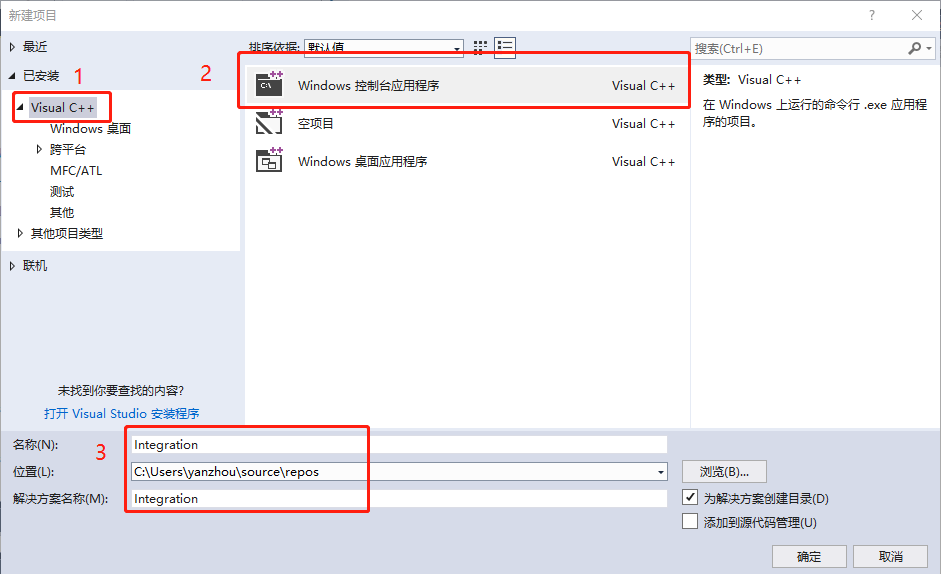 新建项目
?
最近
排序依据: 默认值
搜索(Ctrl+E)
已安装
1
2
Visual C++
Windows 桌面
跨平台
MFC/ATL
测试
其他
其他项目类型
联机
C:\
Windows 控制台应用程序
Visual C++
空项目
Visual C++
Windows 桌面应用程序
Visual C++
类型: Visual C++
在 Windows 上运行的命令行 .exe 应用程
序的项目。
未找到你要查找的内容?
打开 Visual Studio 安装程序
3
名称(N):
Integration
位置(L):
C:\Users\yanzhou\source\repos
浏览(B)...
解决方案名称(M):
Integration
为解决方案创建目录(D)
添加到源代码管理(U)
确定
取消